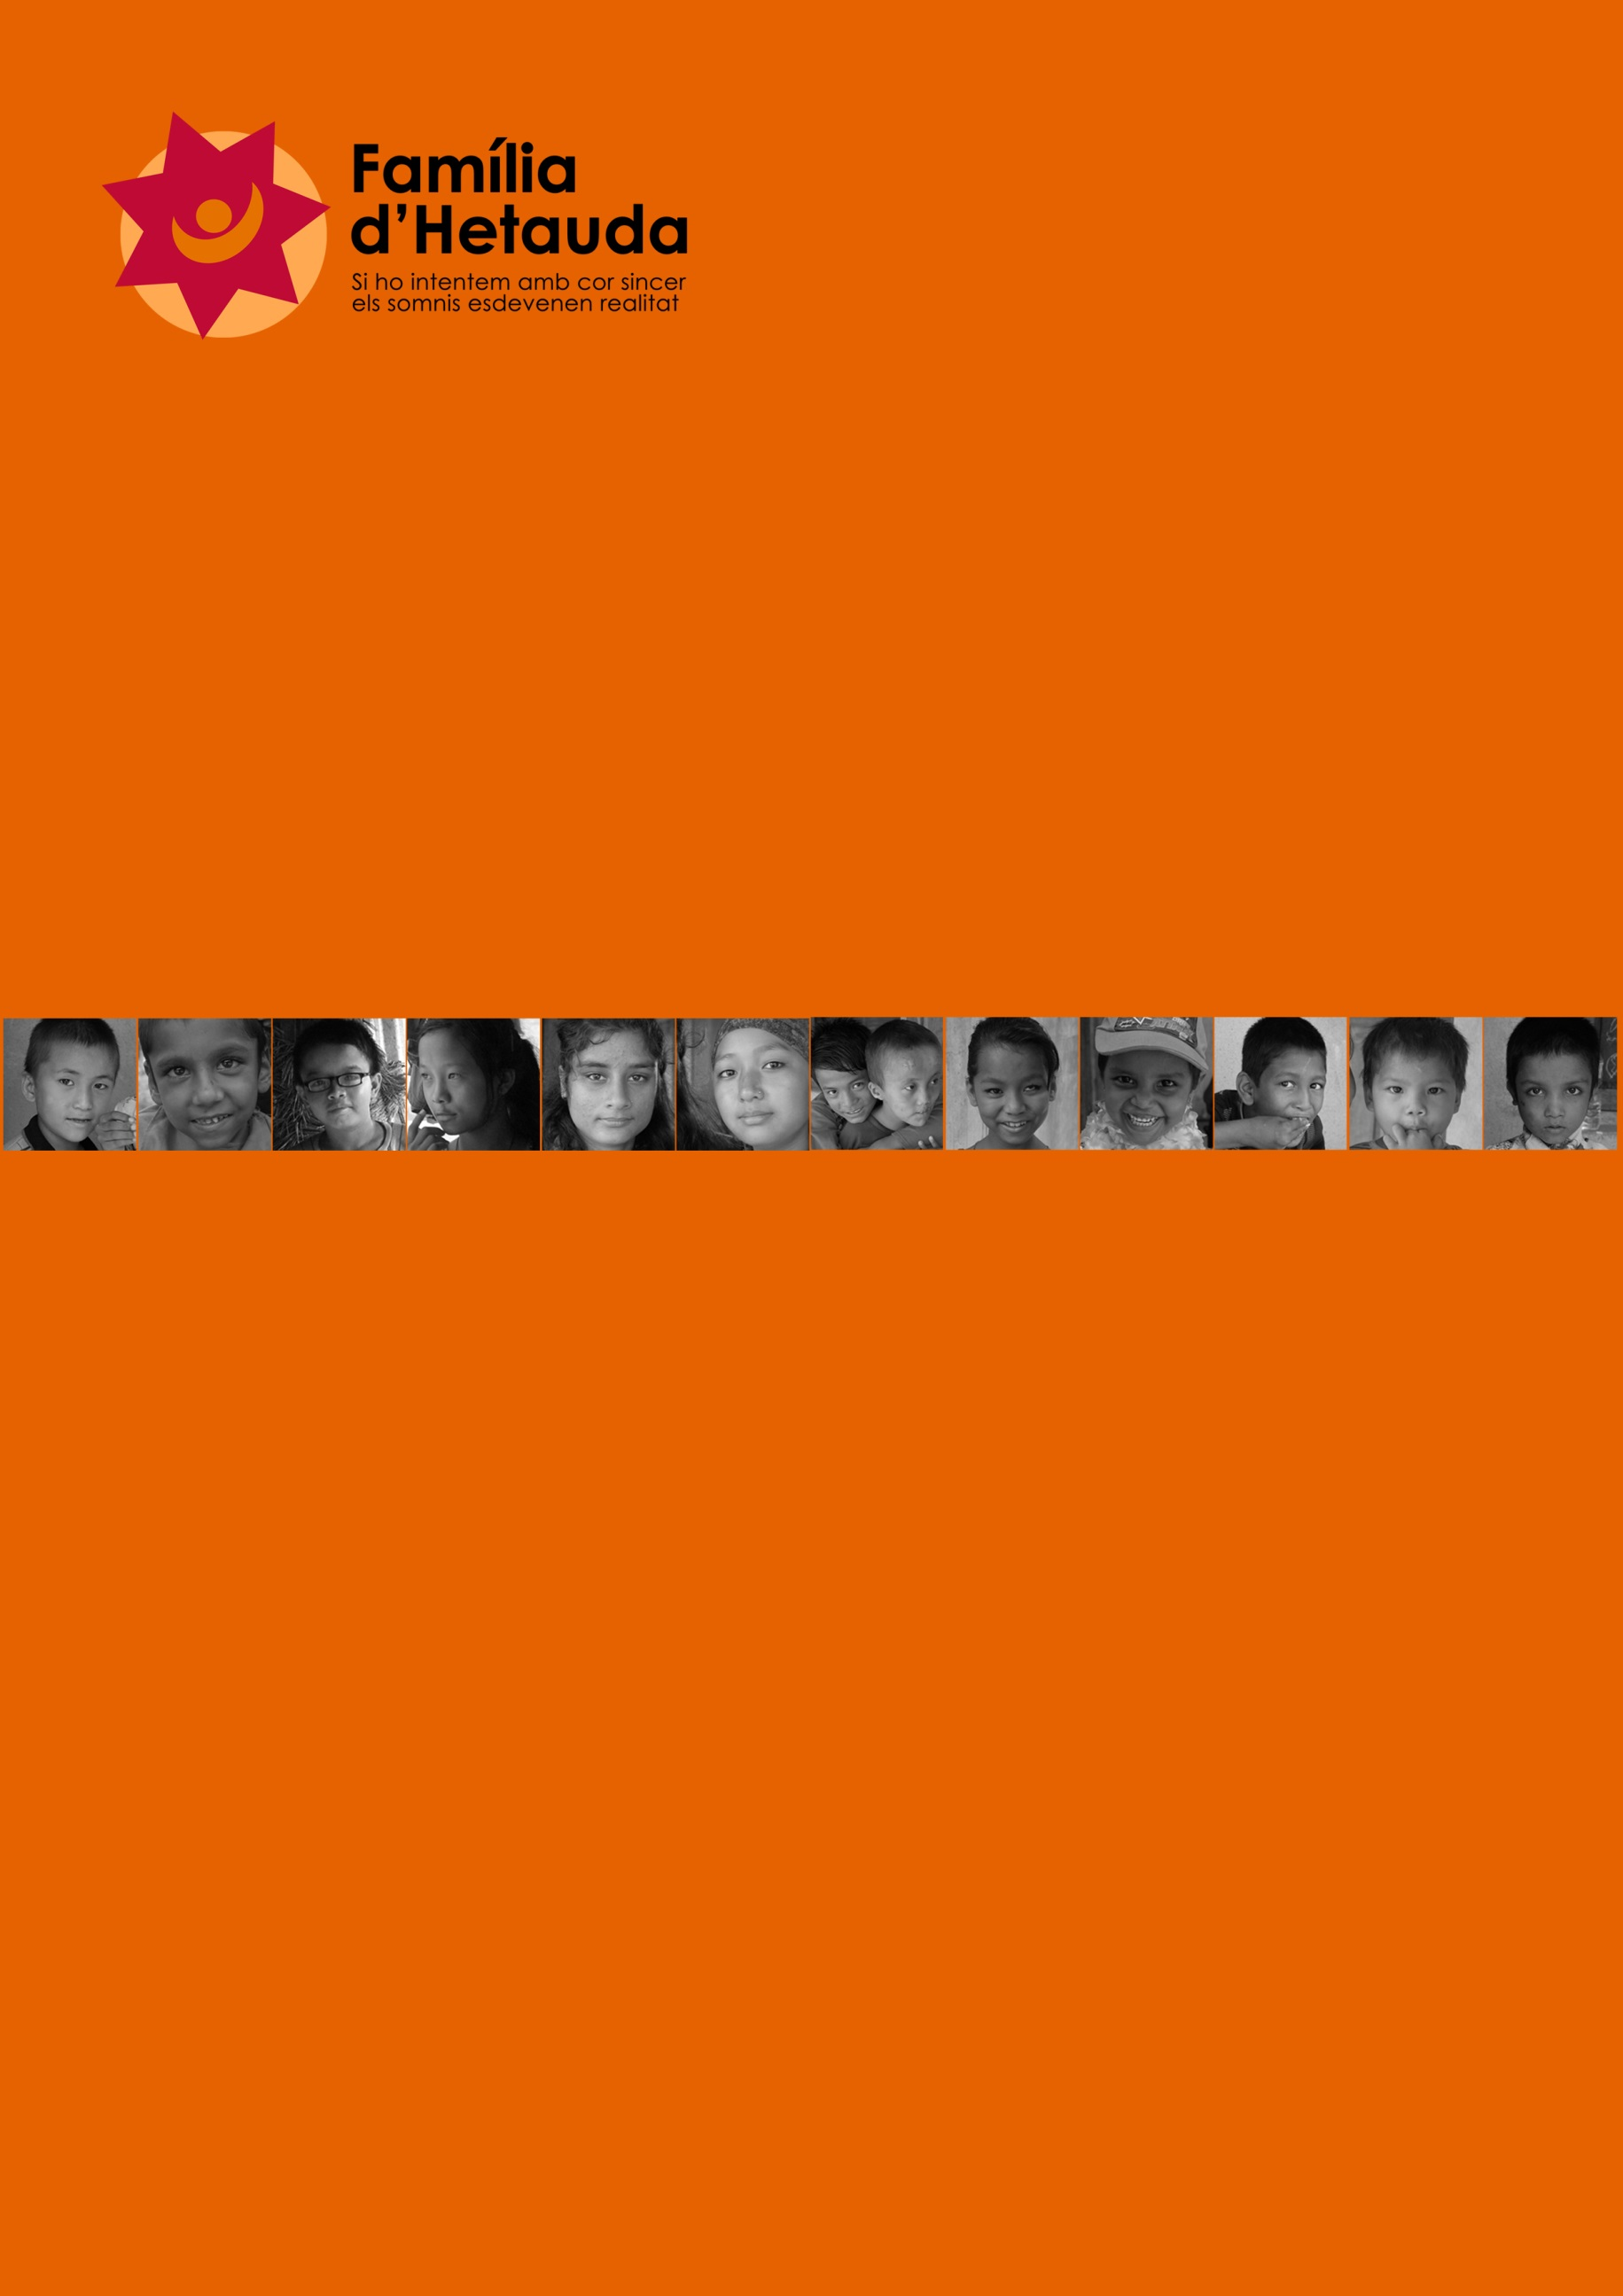 Família
d’Hetauda
Si ho intentem amb cor sincer
els somnis esdevenen realitat